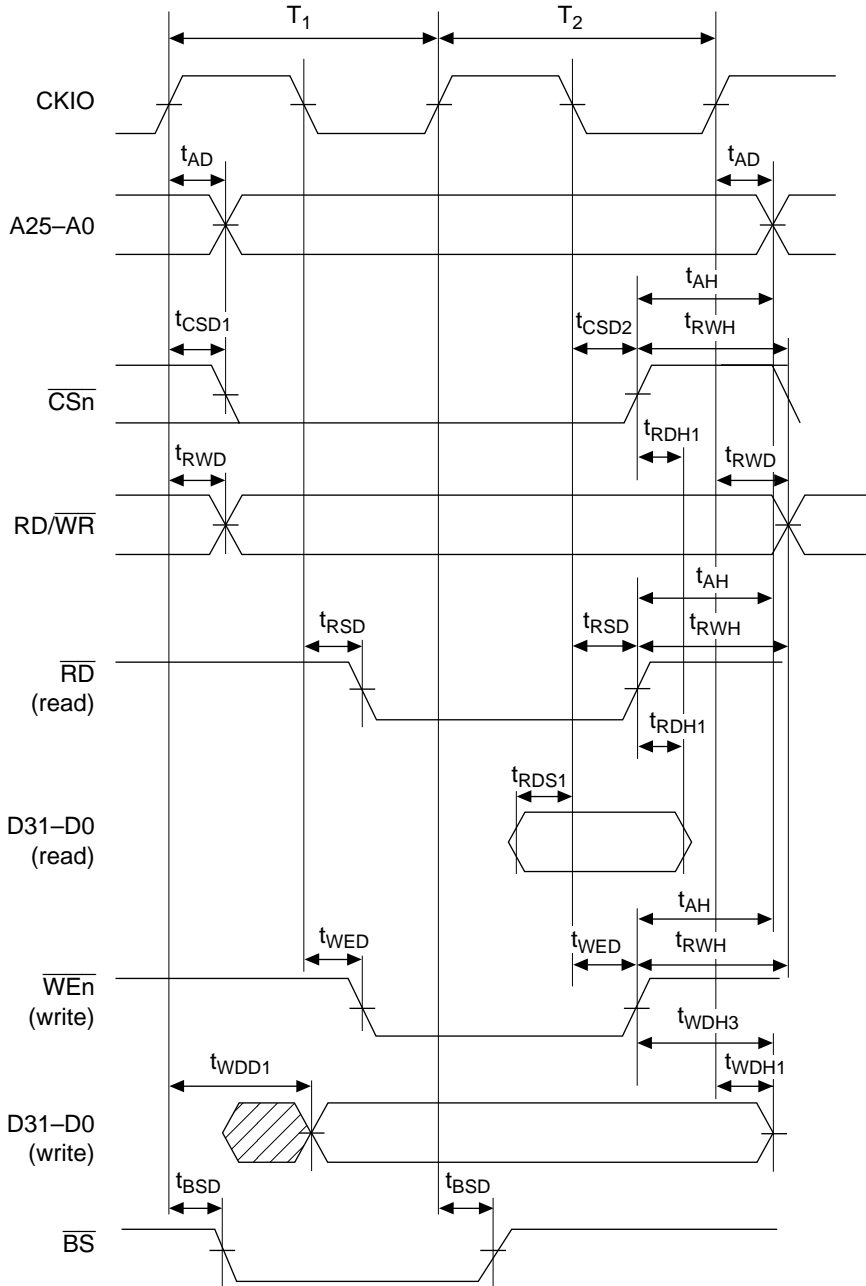 T1 T2
CKIO
tAD tAD
A25–A0
tAH
tCSD1 tCSD2 tRWH
CSn
tRDH1
tRWD tRWD
RD/WR
tAH
tRSD tRSD tRWH
RD
(read)
tRDH1
tRDS1
D31–D0
(read)
tAH
tWED tWED tRWH
WEn
(write)
tWDH3
tWDD1 tWDH1
D31–D0
(write)
tBSD tBSD
BS